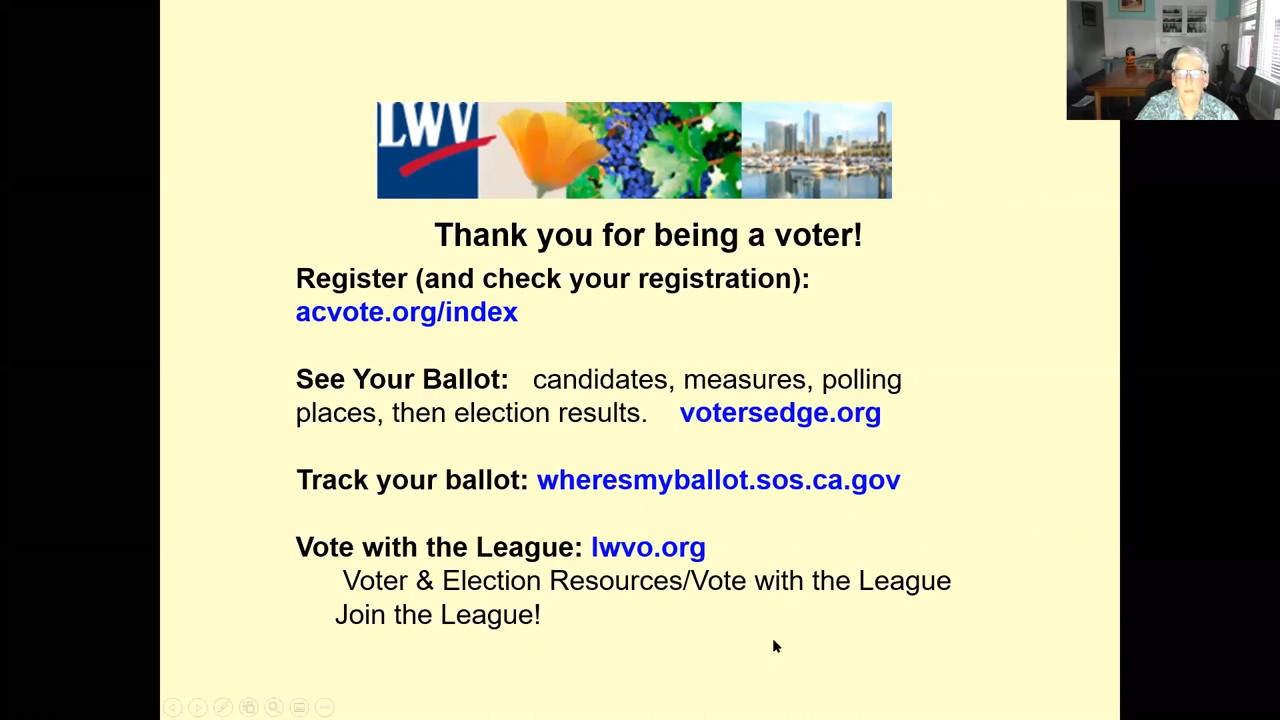 LWV
Thank you for being a voter!
Register (and check your registration):
acvote.org/index
See Your Ballot: candidates, measures, polling
places, then election results. votersedge.org
Track your ballot: wheresmyballot.sos.ca.gov
Vote with the League: lwvo.org
Voter & Election Resources/Vote with the League
Join the League!